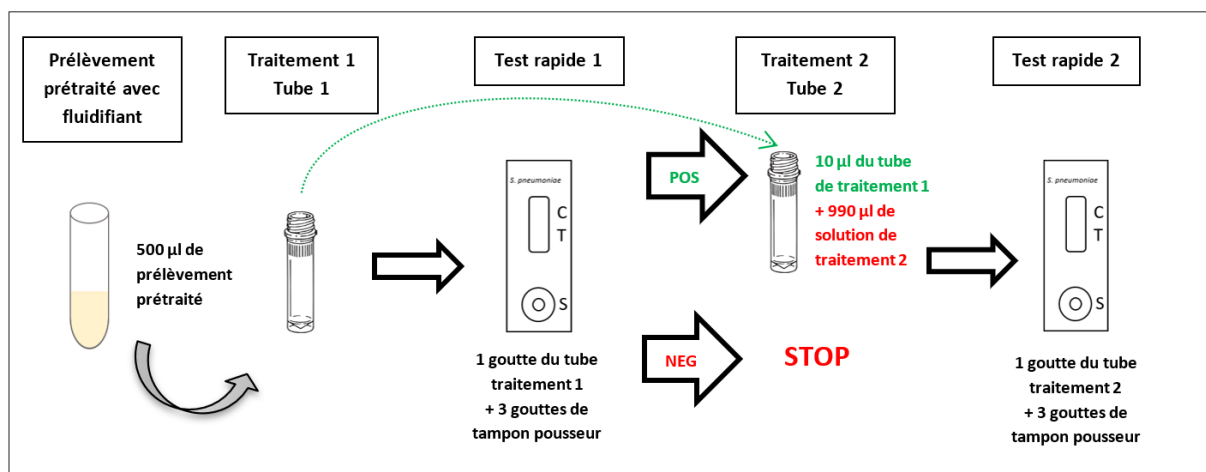 Prélèvement
prétraité avec
fluidifiant
Traitement 1
Tube 1
Test rapide 1
Traitement 2
Tube 2
Test rapide 2
500 µl de
prélèvement
prétraité
S. pneumoniae
C
T
S
1 goutte du tube
traitement 1
+ 3 gouttes de
tampon pousseur
POS
NEG
10 µl du tube
de traitement 1
+ 990 µl de
solution de
traitement 2
STOP
S. pneumoniae
C
T
S
1 goutte du tube
traitement 2
+ 3 gouttes de
tampon pousseur